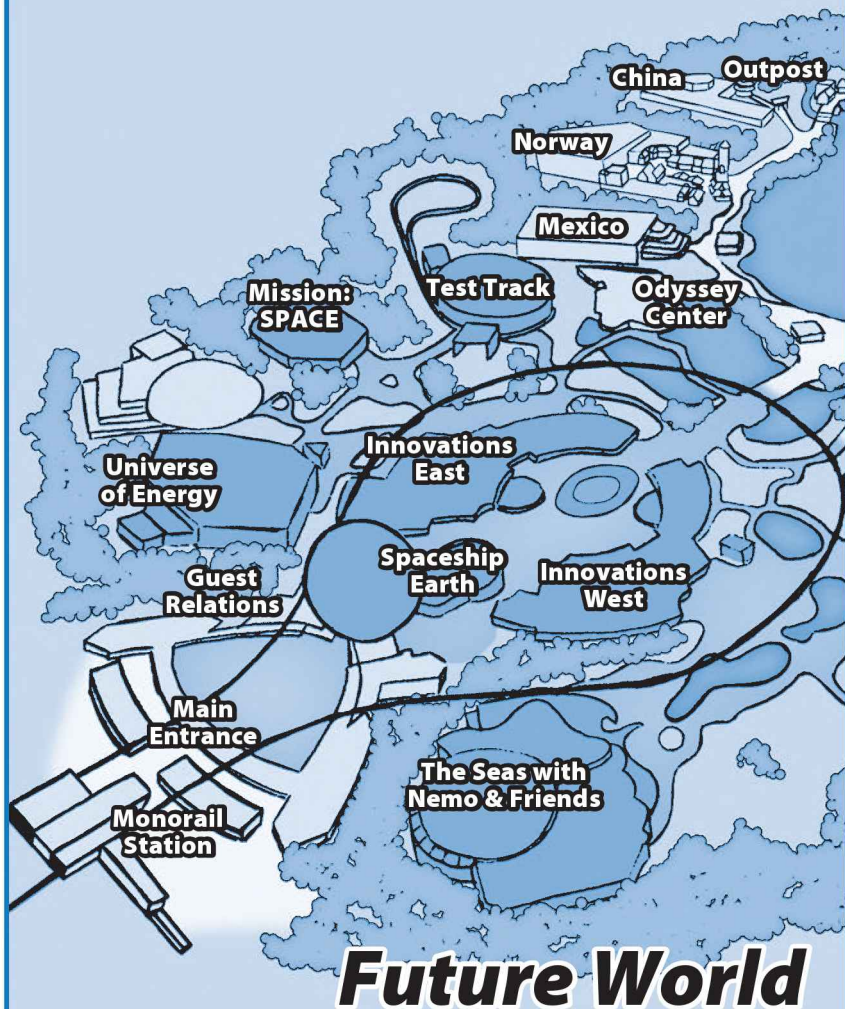 China
Outpost
Norway
Mexico
Mission:
SPACE
Test Track
Odyssey
Center
Innovations
East
Universe
of Energy
Spaceship
Earth
Innovations
West
Guest
Relations
Main
Entrance
The Seas with
Nemo & Friends
Monorail
Station
Future World